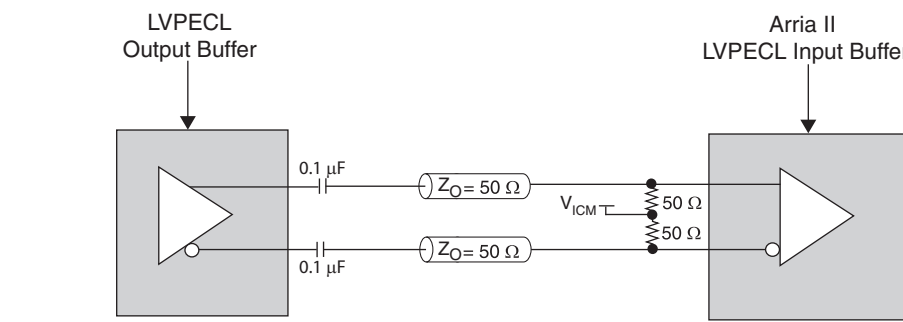 LVPECL
Output Buffer
Arria II
LVPECL Input Buffer
0.1 µF
Z_O = 50 Ω
V_ICM
50 Ω
50 Ω
Z_O = 50 Ω
0.1 µF